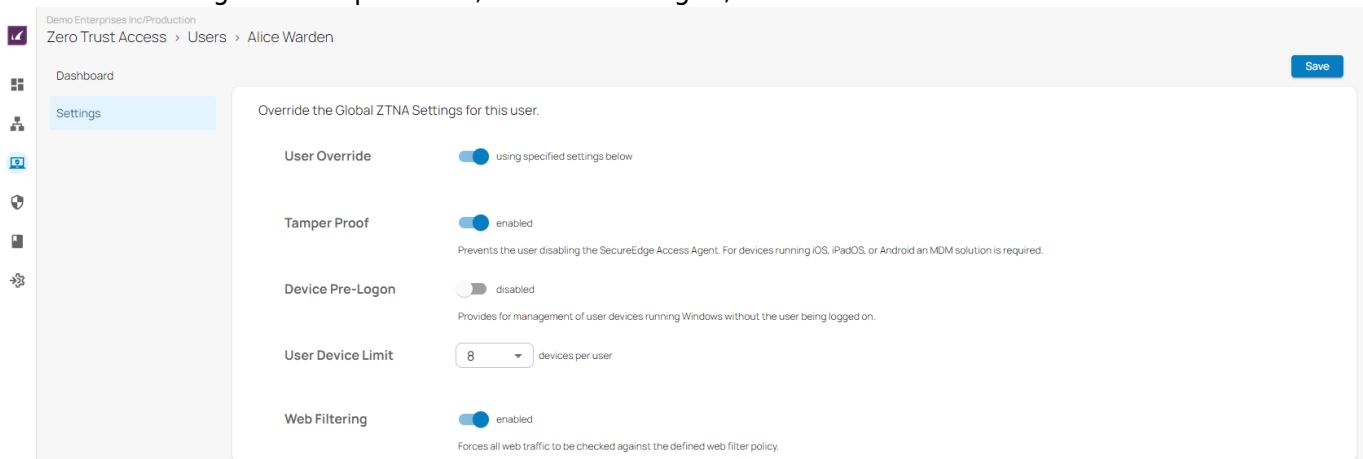 Demo Enterprises Inc/Production
Zero Trust Access > Users > Alice Warden
Save
Dashboard
Settings
Override the Global ZTNA Settings for this user.
User Override using specified settings below
Tamper Proof enabled
Prevents the user disabling the SecureEdge Access Agent. For devices running iOS, iPadOS, or Android an MDM solution is required.
Device Pre-Logon disabled
Provides for management of user devices running Windows without the user being logged on.
User Device Limit 8 devices per user
Web Filtering enabled
Forces all web traffic to be checked against the defined web filter policy.